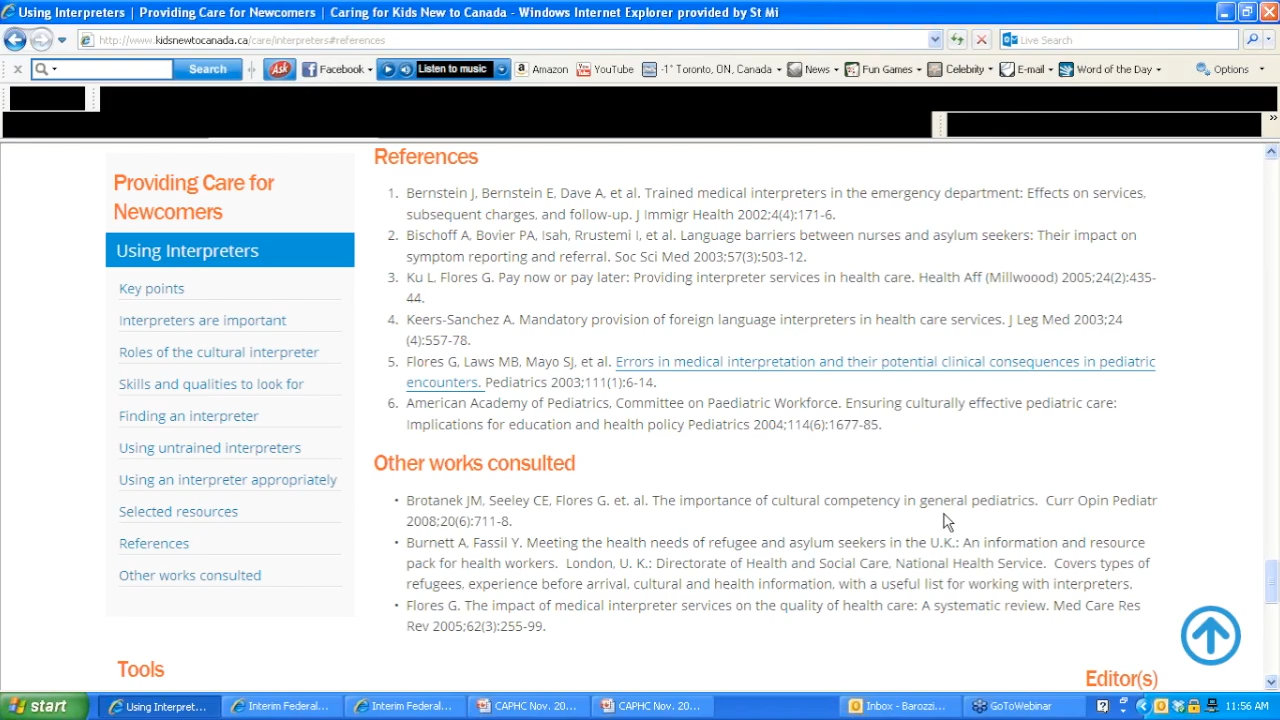 Using Interpreters | Providing Care for Newcomers | Caring for Kids New to Canada - Windows Internet Explorer provided by St Mi
http://www.kidsnewtocanada.ca/care/interpreters#references
Live Search
Search
Ask
Facebook
Listen to music
Amazon
YouTube
-1° Toronto, ON, Canada
News
Fun Games
Celebrity
E-mail
Word of the Day
Options
Providing Care for
Newcomers
Using Interpreters
Key points
Interpreters are important
Roles of the cultural interpreter
Skills and qualities to look for
Finding an interpreter
Using untrained interpreters
Using an interpreter appropriately
Selected resources
References
Other works consulted
References
1. Bernstein J, Bernstein E, Dave A, et al. Trained medical interpreters in the emergency department: Effects on services,
subsequent charges, and follow-up. J Immigr Health 2002;4(4):171-6.
2. Bischoff A, Bovier PA, Isah, Rrustemi I, et al. Language barriers between nurses and asylum seekers: Their impact on
symptom reporting and referral. Soc Sci Med 2003;57(3):503-12.
3. Ku L, Flores G. Pay now or pay later: Providing interpreter services in health care. Health Aff (Millwoood) 2005;24(2):435-
44.
4. Keers-Sanchez A. Mandatory provision of foreign language interpreters in health care services. J Leg Med 2003;24
(4):557-78.
5. Flores G, Laws MB, Mayo SJ, et al. Errors in medical interpretation and their potential clinical consequences in pediatric
encounters. Pediatrics 2003;111(1):6-14.
6. American Academy of Pediatrics, Committee on Paediatric Workforce. Ensuring culturally effective pediatric care:
Implications for education and health policy Pediatrics 2004;114(6):1677-85.
Other works consulted
• Brotanek JM, Seeley CE, Flores G. et. al. The importance of cultural competency in general pediatrics. Curr Opin Pediatr
2008;20(6):711-8.
• Burnett A, Fassil Y. Meeting the health needs of refugee and asylum seekers in the U.K.: An information and resource
pack for health workers. London, U. K.: Directorate of Health and Social Care, National Health Service. Covers types of
refugees, experience before arrival, cultural and health information, with a useful list for working with interpreters.
• Flores G. The impact of medical interpreter services on the quality of health care: A systematic review. Med Care Res
Rev 2005;62(3):255-99.
Tools
Editor(s)
start
Using Interpret...
Interim Federal...
Interim Federal...
CAPHC Nov. 20...
CAPHC Nov. 20...
Inbox - Barozzi...
GoToWebinar
11:56 AM